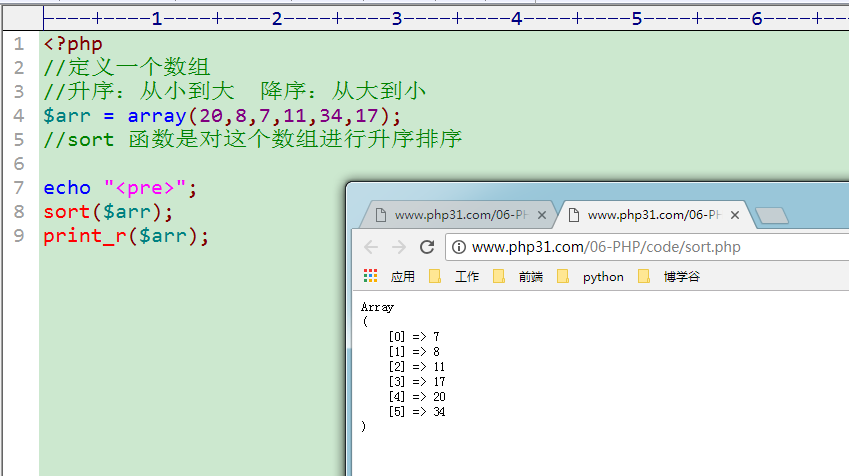 ----+----1----+----2----+----3----+----4----+----5----+----6----+
1 <?php
2 //定义一个数组
3 //升序：从小到大  降序：从大到小
4 $arr = array(20,8,7,11,34,17);
5 //sort 函数是对这个数组进行升序排序
6
7 echo "<pre>";
8 sort($arr);
9 print_r($arr);
www.php31.com/06-PH www.php31.com/06-PH
www.php31.com/06-PHP/code/sort.php
应用 工作 前端 python 博学谷
Array
(
    [0] => 7
    [1] => 8
    [2] => 11
    [3] => 17
    [4] => 20
    [5] => 34
)